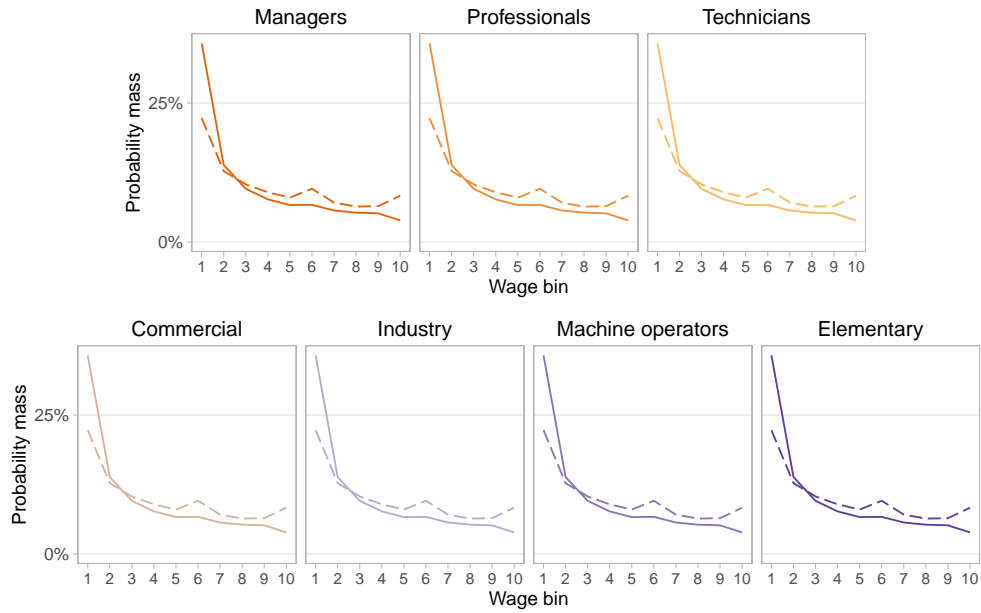 Managers Professionals Technicians
Probability mass
25%
0%
1 2 3 4 5 6 7 8 9 10 1 2 3 4 5 6 7 8 9 10 1 2 3 4 5 6 7 8 9 10
Wage bin
Commercial Industry Machine operators Elementary
Probability mass
25%
0%
1 2 3 4 5 6 7 8 9 10 1 2 3 4 5 6 7 8 9 10 1 2 3 4 5 6 7 8 9 10 1 2 3 4 5 6 7 8 9 10
Wage bin